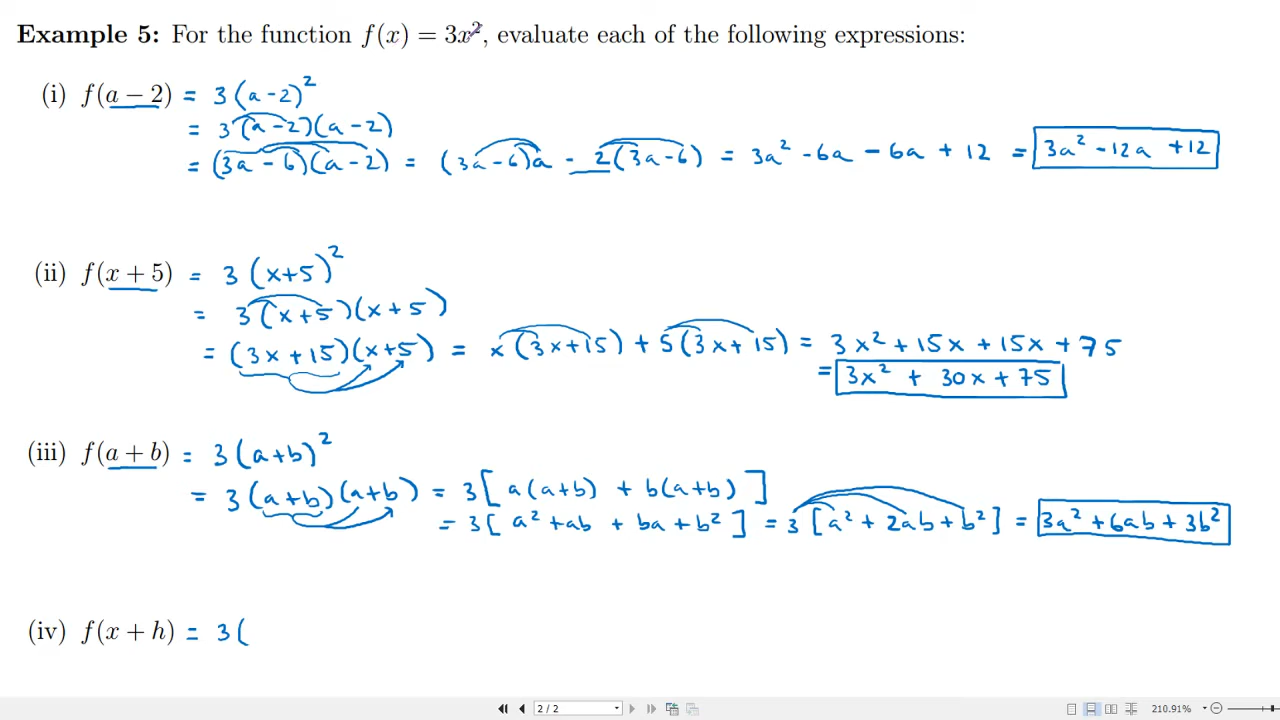 Example 5: For the function f(x) = 3x², evaluate each of the following expressions:
(i) f(a − 2) = 3(a-2)²
= 3(a-2)(a-2)
= (3a-6)(a-2) = (3a-6)a - 2(3a-6) = 3a² - 6a - 6a + 12 = 3a² - 12a + 12
(ii) f(x + 5) = 3(x+5)²
= 3(x+5)(x+5)
= (3x+15)(x+5) = x(3x+15) + 5(3x+15) = 3x² + 15x + 15x + 75
= 3x² + 30x + 75
(iii) f(a + b) = 3(a+b)²
= 3(a+b)(a+b) = 3[a(a+b) + b(a+b)]
= 3[a² + ab + ba + b²] = 3[a² + 2ab + b²] = 3a² + 6ab + 3b²
(iv) f(x + h) = 3(
2 / 2
210.91%